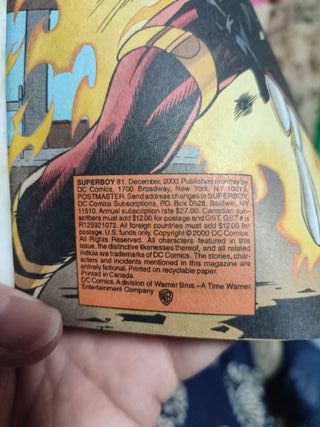 SUPERBOY 81, December, 2000. Published monthly by
DC Comics, 1700 Broadway, New York, NY 10019.
POSTMASTER: Send address changes to SUPERBOY,
DC Comics Subscriptions, P.O. Box 0528, Baldwin, NY
11510. Annual subscription rate $27.00. Canadian sub-
scribers must add $12.00 for postage and GST. GST # is
R125921072. All foreign countries must add $12.00 for
postage. U.S. funds only. Copyright © 2000 DC Comics.
All Rights Reserved. All characters featured in this
issue, the distinctive likenesses thereof, and all related
indicia are trademarks of DC Comics. The stories, char-
acters and incidents mentioned in this magazine are
entirely fictional. Printed on recyclable paper.
Printed in Canada.
DC Comics. A division of Warner Bros.–A Time Warner
Entertainment Company